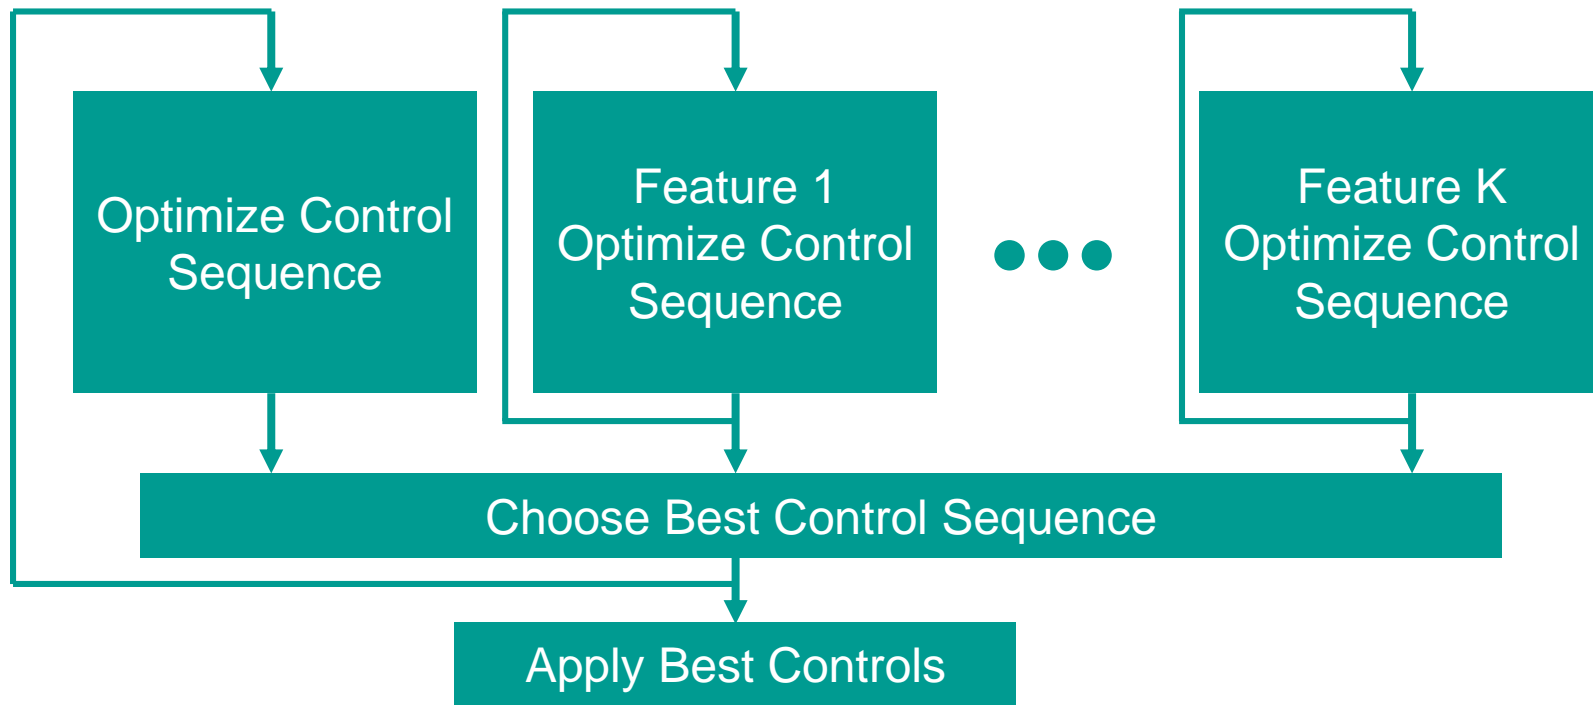 Optimize Control
Sequence
Feature 1
Optimize Control
Sequence
Feature K
Optimize Control
Sequence
Choose Best Control Sequence
Apply Best Controls